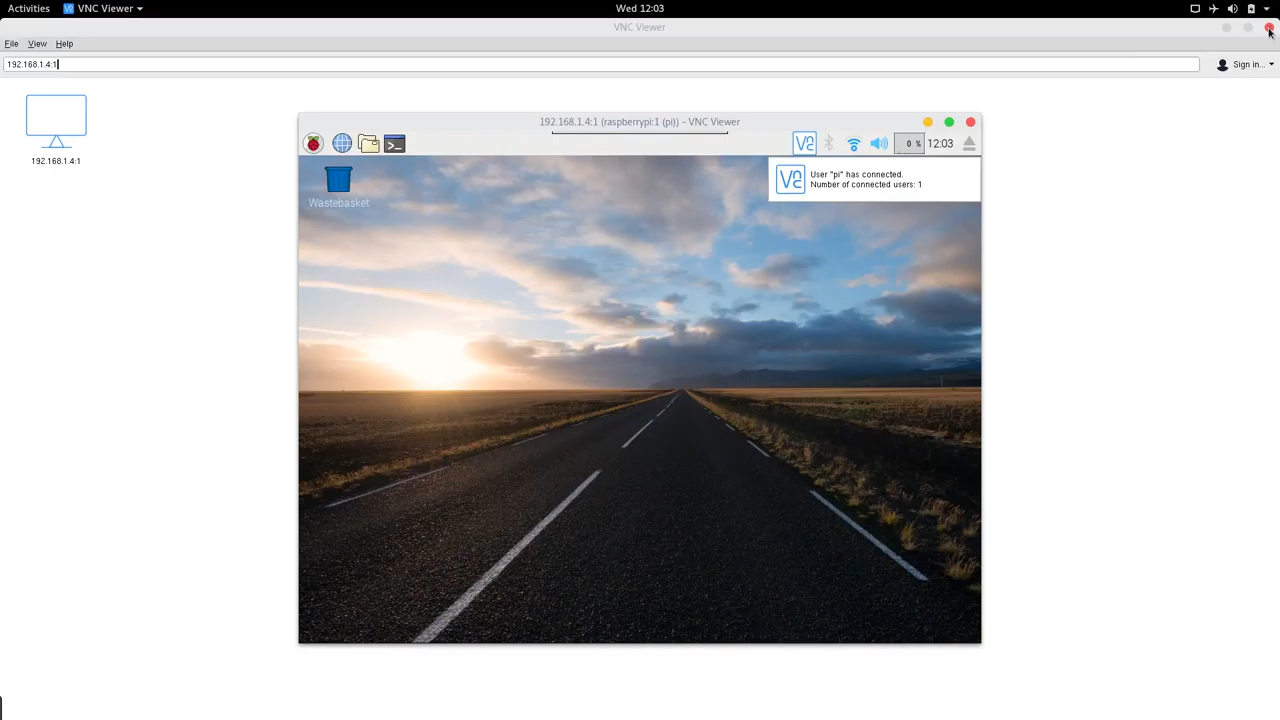 Activities
VNC Viewer
Wed 12:03
VNC Viewer
File View Help
192.168.1.4:1
Sign in...
192.168.1.4:1
192.168.1.4:1 (raspberrypi:1 (pi)) - VNC Viewer
0 %
12:03
User "pi" has connected.
Number of connected users: 1
Wastebasket